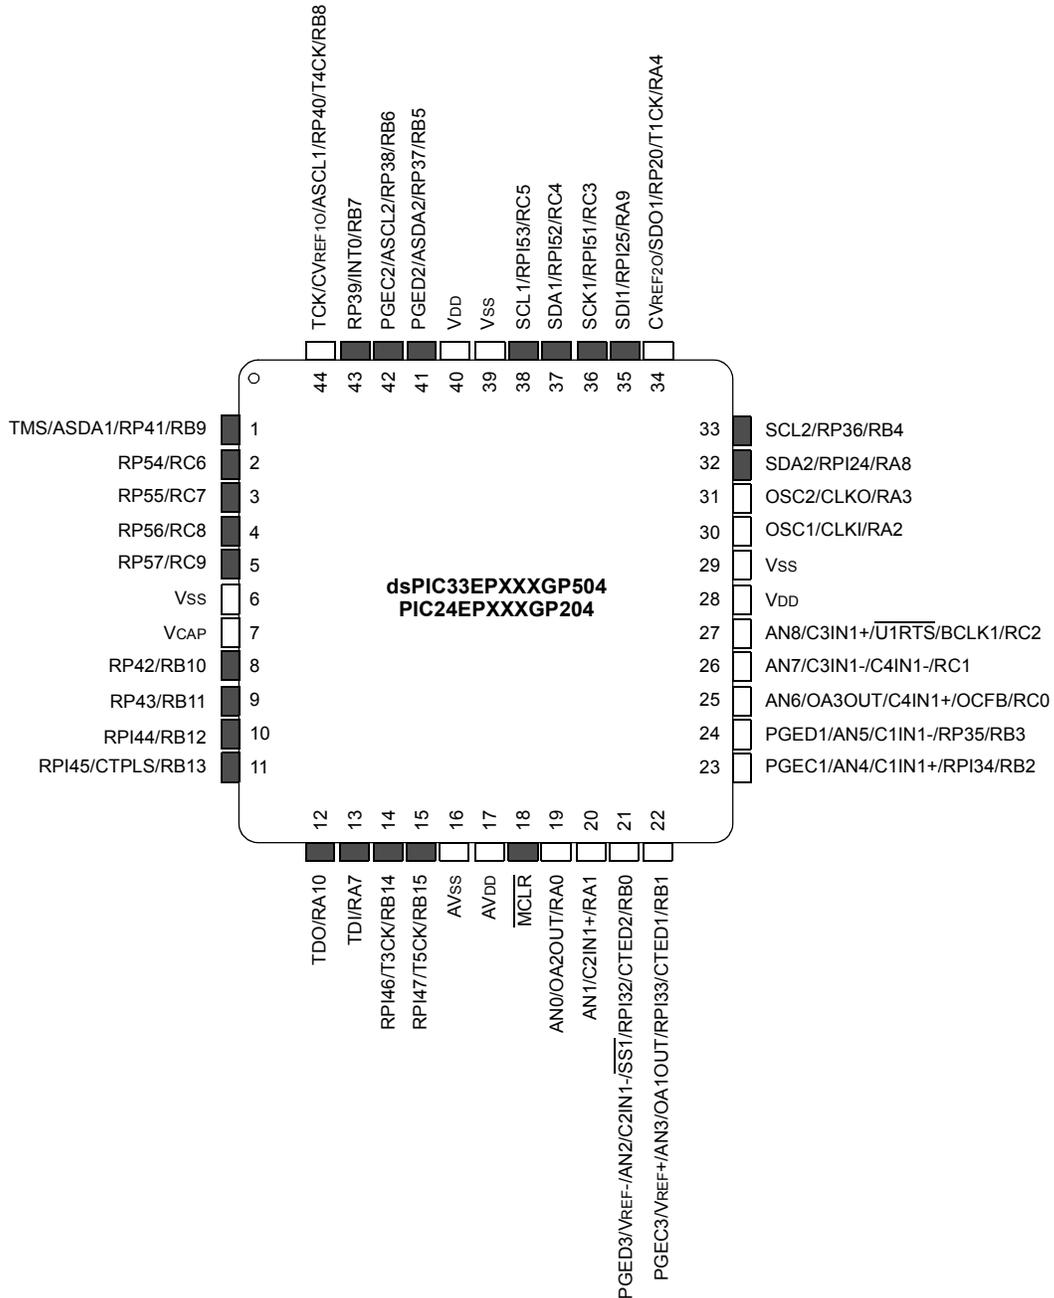 TCK/CVREF1O/ASCL1/RP40/T4CK/RB8
RP39/INT0/RB7
PGEC2/ASCL2/RP38/RB6
PGED2/ASDA2/RP37/RB5
VDD
VSS
SCL1/RPI53/RC5
SDA1/RPI52/RC4
SCK1/RPI51/RC3
SDI1/RPI25/RA9
CVREF2O/SDO1/RP20/T1CK/RA4
44 43 42 41 40 39 38 37 36 35 34
TMS/ASDA1/RP41/RB9 1
RP54/RC6 2
RP55/RC7 3
RP56/RC8 4
RP57/RC9 5
VSS 6
VCAP 7
RP42/RB10 8
RP43/RB11 9
RPI44/RB12 10
RPI45/CTPLS/RB13 11
dsPIC33EPXXXGP504
PIC24EPXXXGP204
33 SCL2/RP36/RB4
32 SDA2/RPI24/RA8
31 OSC2/CLKO/RA3
30 OSC1/CLKI/RA2
29 VSS
28 VDD
27 AN8/C3IN1+/U1RTS/BCLK1/RC2
26 AN7/C3IN1-/C4IN1-/RC1
25 AN6/OA3OUT/C4IN1+/OCFB/RC0
24 PGED1/AN5/C1IN1-/RP35/RB3
23 PGEC1/AN4/C1IN1+/RPI34/RB2
12 13 14 15 16 17 18 19 20 21 22
TDO/RA10
TDI/RA7
RPI46/T3CK/RB14
RPI47/T5CK/RB15
AVSS
AVDD
MCLR
AN0/OA2OUT/RA0
AN1/C2IN1+/RA1
PGED3/VREF-/AN2/C2IN1-/SS1/RPI32/CTED2/RB0
PGEC3/VREF+/AN3/OA1OUT/RPI33/CTED1/RB1